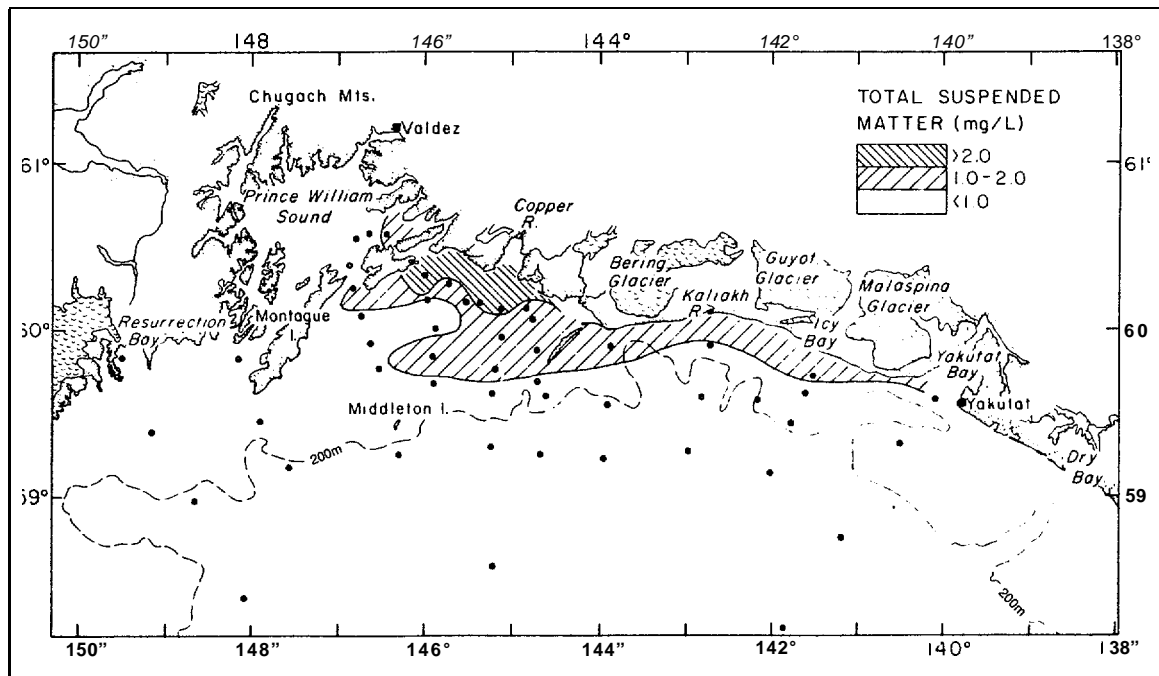 150" 148 146" 144° 142° 140" 138°
Chugach Mts.
Valdez
TOTAL SUSPENDED
MATTER (mg/L)
>2.0
1.0-2.0
<1.0
61° 61°
Prince William
Sound
Copper
R.
Bering
Glacier
Guyot
Glacier
Malaspina
Glacier
Kaliakh
R.
Icy
Bay
60° 60
Resurrection
Bay
Montague
I.
Yakutat
Bay
Yakutat
Middleton I.
200m
Dry
Bay
59° 59
200m
150" 148" 146° 144° 142° 140° 138°